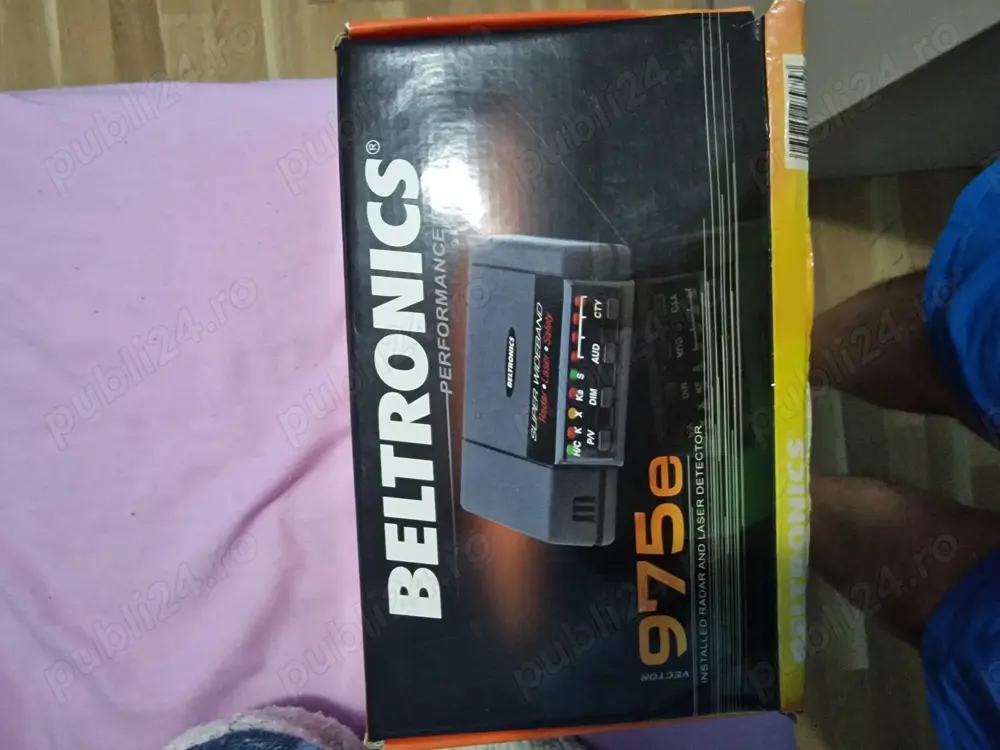 BELTRONICS®
PERFORMANCE
BELTRONICS
SUPER WIDEBAND
Radar • Laser • Safety
H/C K X Ka S
P/V DIM AUD CTY
VECTOR 975e
INSTALLED RADAR AND LASER DETECTOR
BELTRONICS
publi24.ro